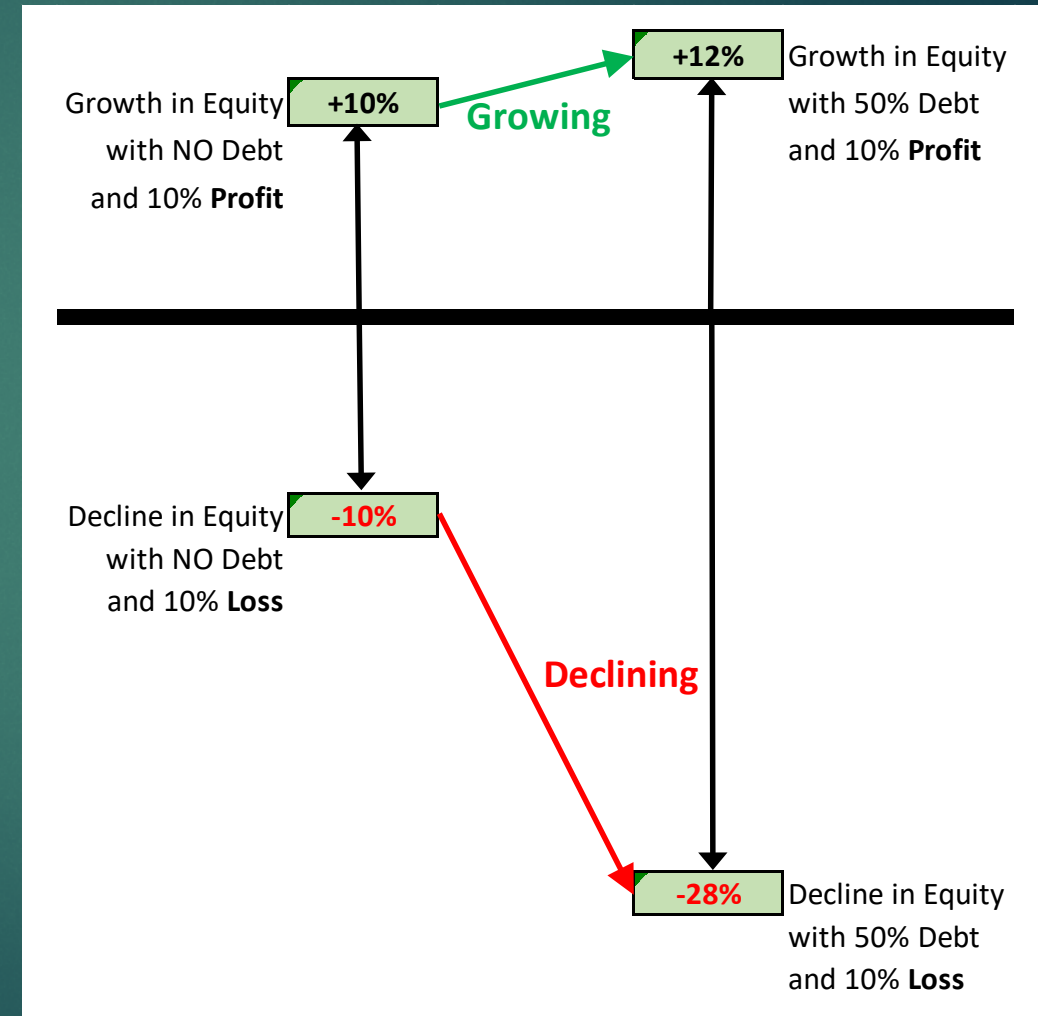 Growth in Equity
with NO Debt
and 10% Profit
+10%
Growing
+12%
Growth in Equity
with 50% Debt
and 10% Profit
Decline in Equity
with NO Debt
and 10% Loss
-10%
Declining
-28%
Decline in Equity
with 50% Debt
and 10% Loss